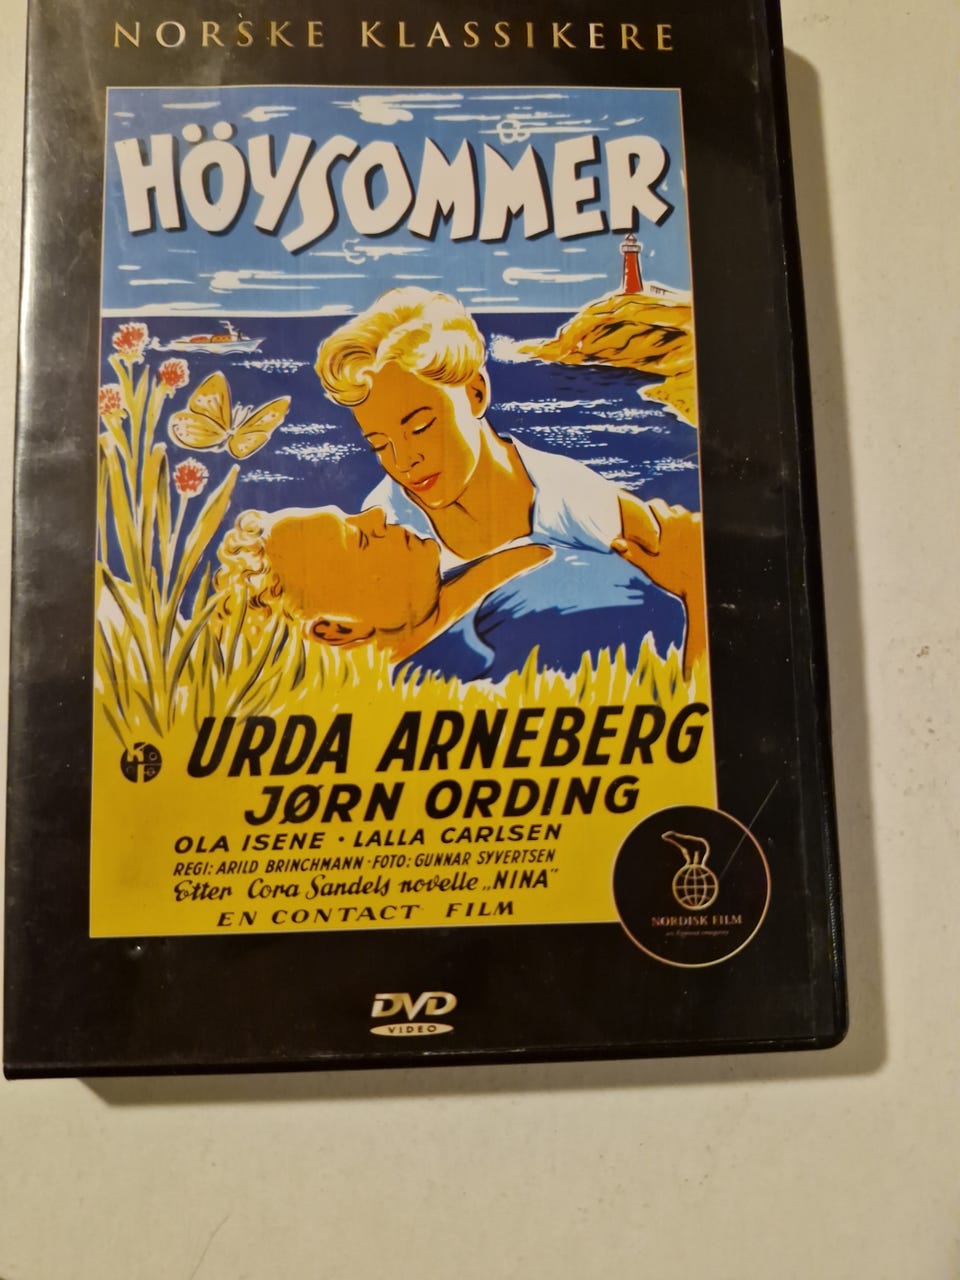 NORSKE KLASSIKERE
HÖYSOMMER
URDA ARNEBERG
JØRN ORDING
OLA ISENE · LALLA CARLSEN
REGI: ARILD BRINCHMANN · FOTO: GUNNAR SYVERTSEN
Etter Cora Sandels novelle „NINA"
EN CONTACT FILM
NORDISK FILM
DVD
VIDEO